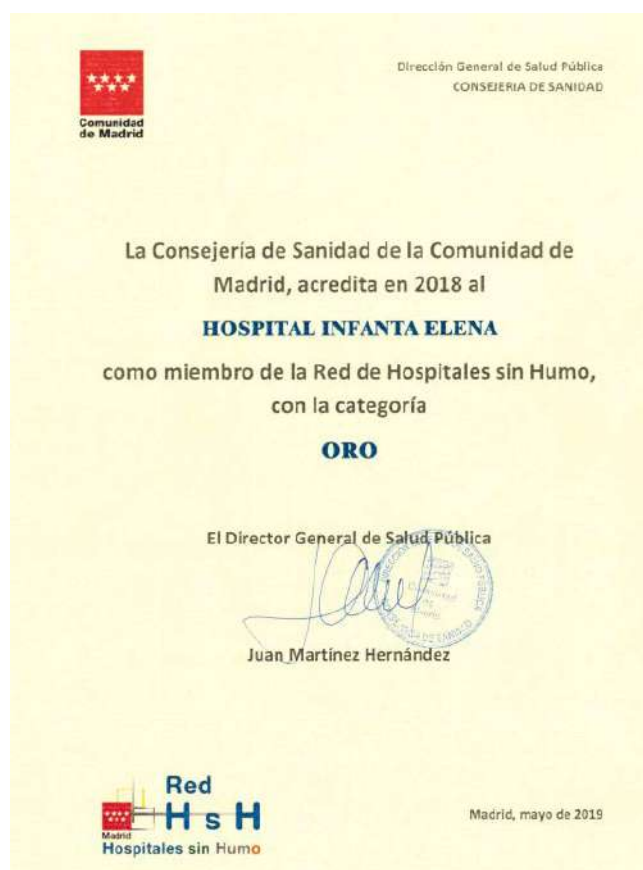 Comunidad
de Madrid
Dirección General de Salud Pública
CONSEJERIA DE SANIDAD
La Consejería de Sanidad de la Comunidad de
Madrid, acredita en 2018 al
HOSPITAL INFANTA ELENA
como miembro de la Red de Hospitales sin Humo,
con la categoría
ORO
El Director General de Salud Pública
Juan Martínez Hernández
Red
HsH
Madrid
Hospitales sin Humo
Madrid, mayo de 2019